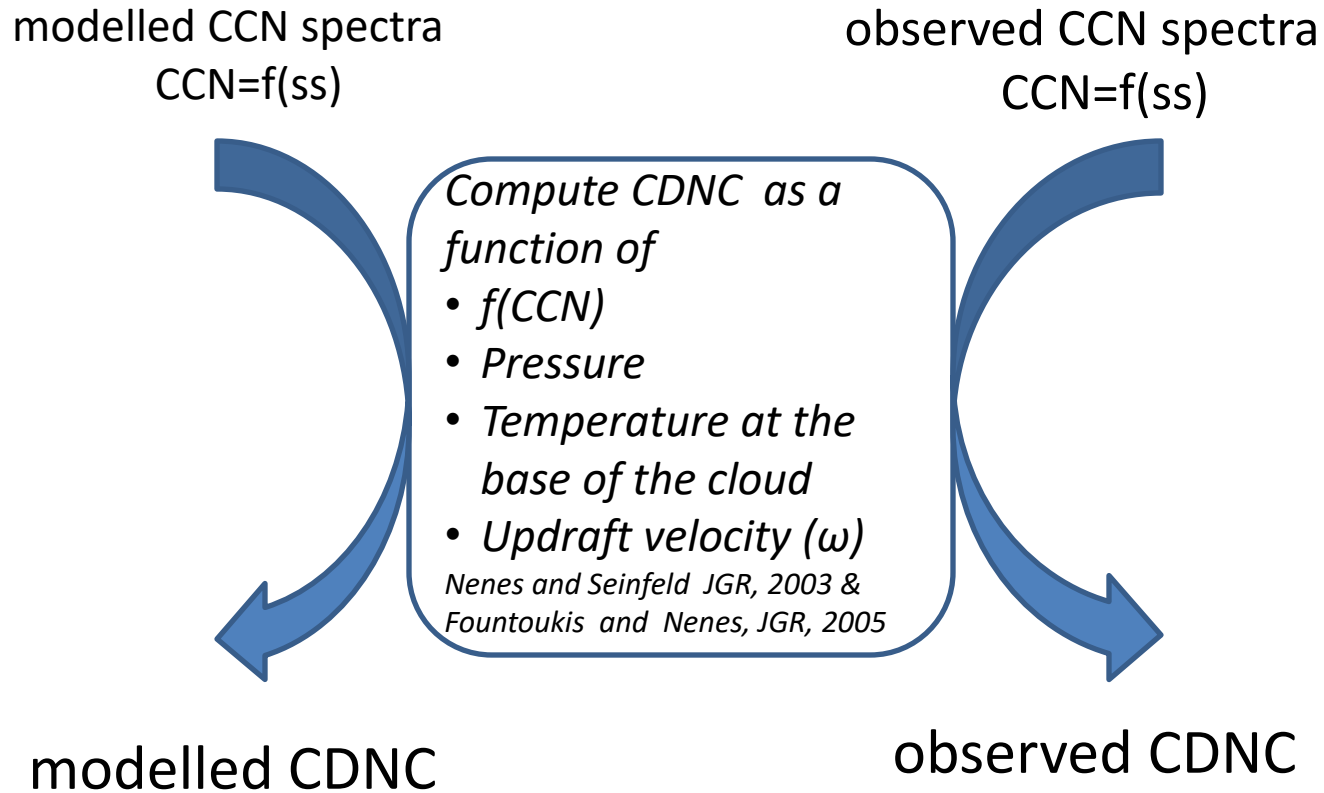 modelled CCN spectra
CCN=f(ss)
observed CCN spectra
CCN=f(ss)
Compute CDNC as a
function of
• f(CCN)
• Pressure
• Temperature at the
base of the cloud
• Updraft velocity (ω)
Nenes and Seinfeld JGR, 2003 &
Fountoukis and Nenes, JGR, 2005
modelled CDNC
observed CDNC